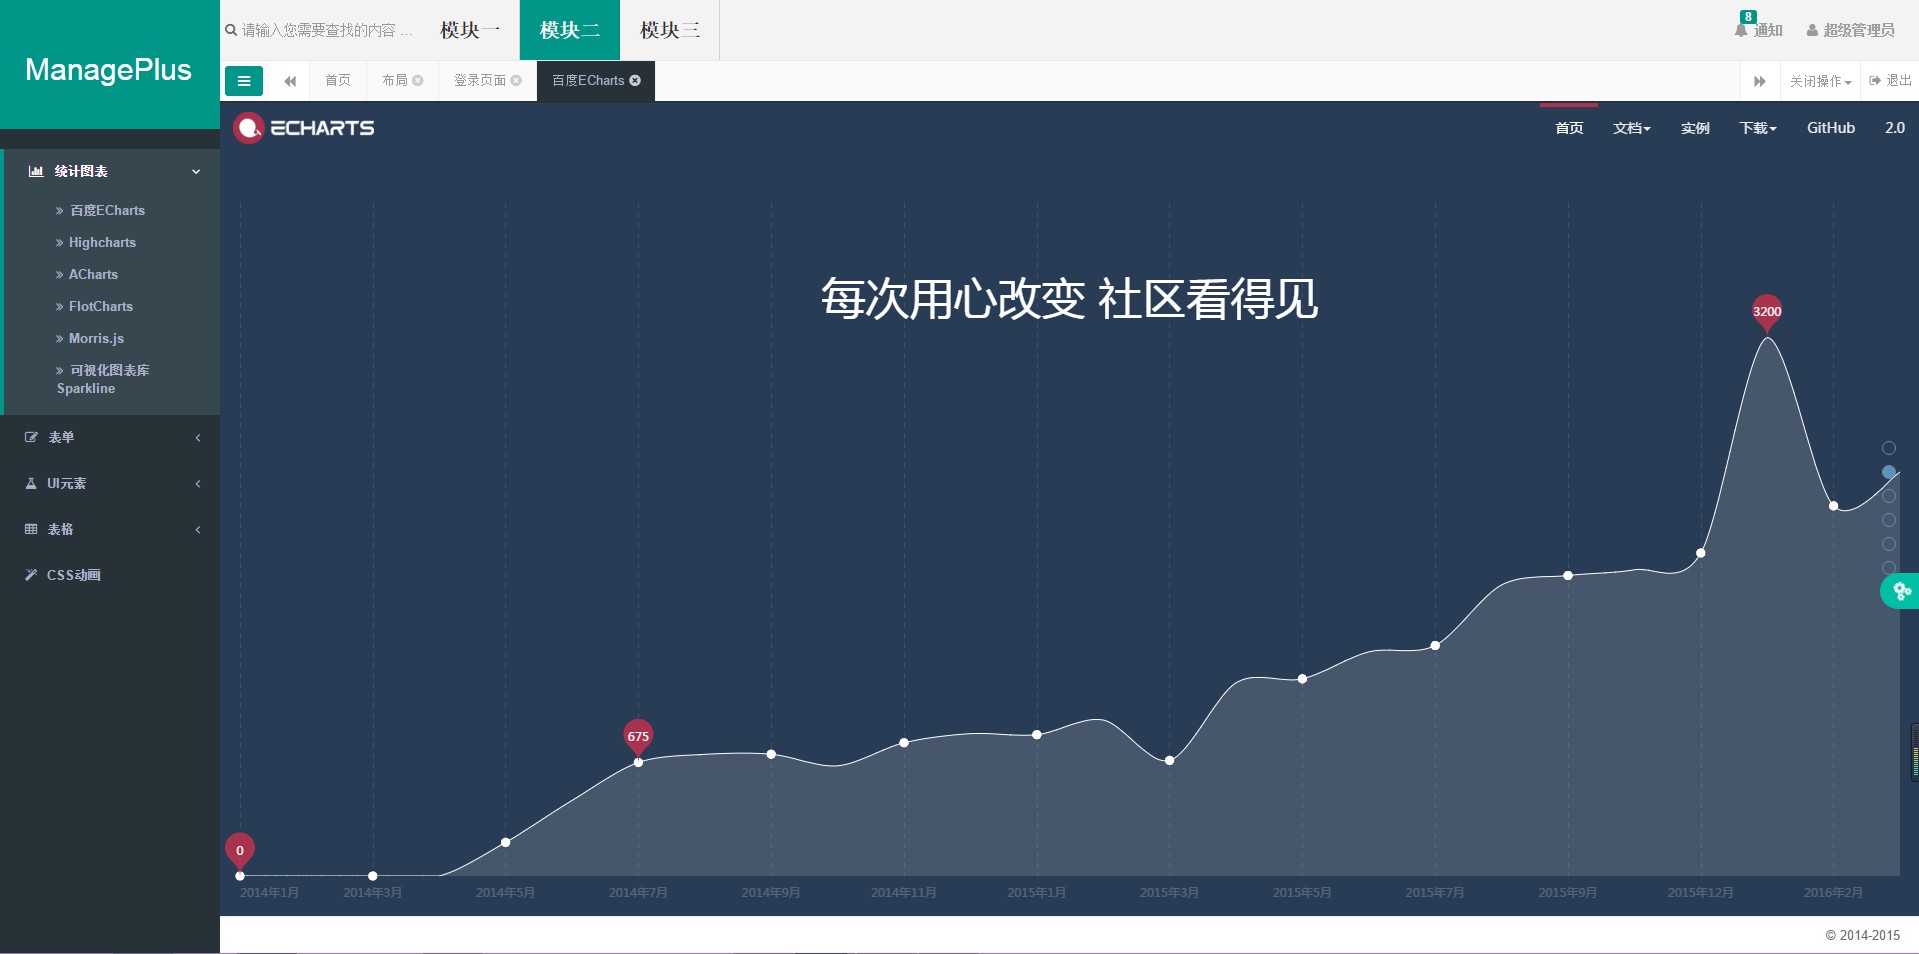 ManagePlus
请输入您需要查找的内容 ...
模块一
模块二
模块三
8
通知
超级管理员
首页
布局
登录页面
百度ECharts
关闭操作
退出
统计图表
百度ECharts
Highcharts
ACharts
FlotCharts
Morris.js
可视化图表库
Sparkline
表单
UI元素
表格
CSS动画
ECHARTS
首页
文档
实例
下载
GitHub
2.0
每次用心改变 社区看得见
3200
675
0
2014年1月
2014年3月
2014年5月
2014年7月
2014年9月
2014年11月
2015年1月
2015年3月
2015年5月
2015年7月
2015年9月
2015年12月
2016年2月
© 2014-2015